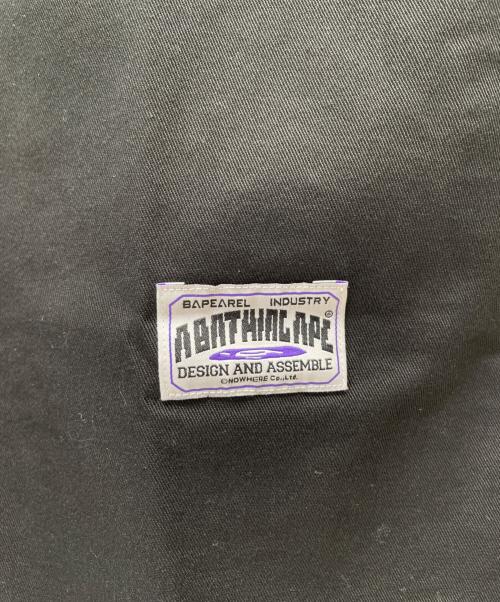 BAPEAREL INDUSTRY
A BATHING APE ®
DESIGN AND ASSEMBLE
©NOWHERE Co.,Ltd.